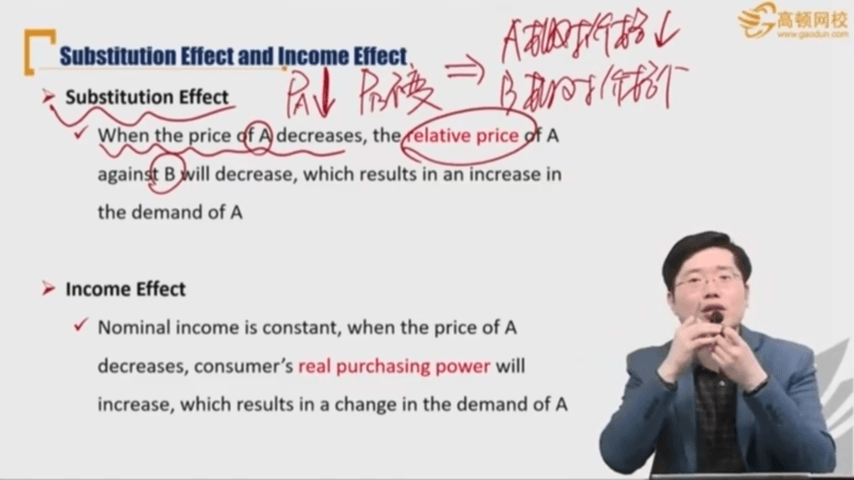 高顿网校
www.gaodun.com
Substitution Effect and Income Effect
A 相对价格↓
Substitution Effect
PA↓ PB不变 ⇒ B 相对价格↑
When the price of A decreases, the relative price of A
against B will decrease, which results in an increase in
the demand of A
Income Effect
Nominal income is constant, when the price of A
decreases, consumer's real purchasing power will
increase, which results in a change in the demand of A